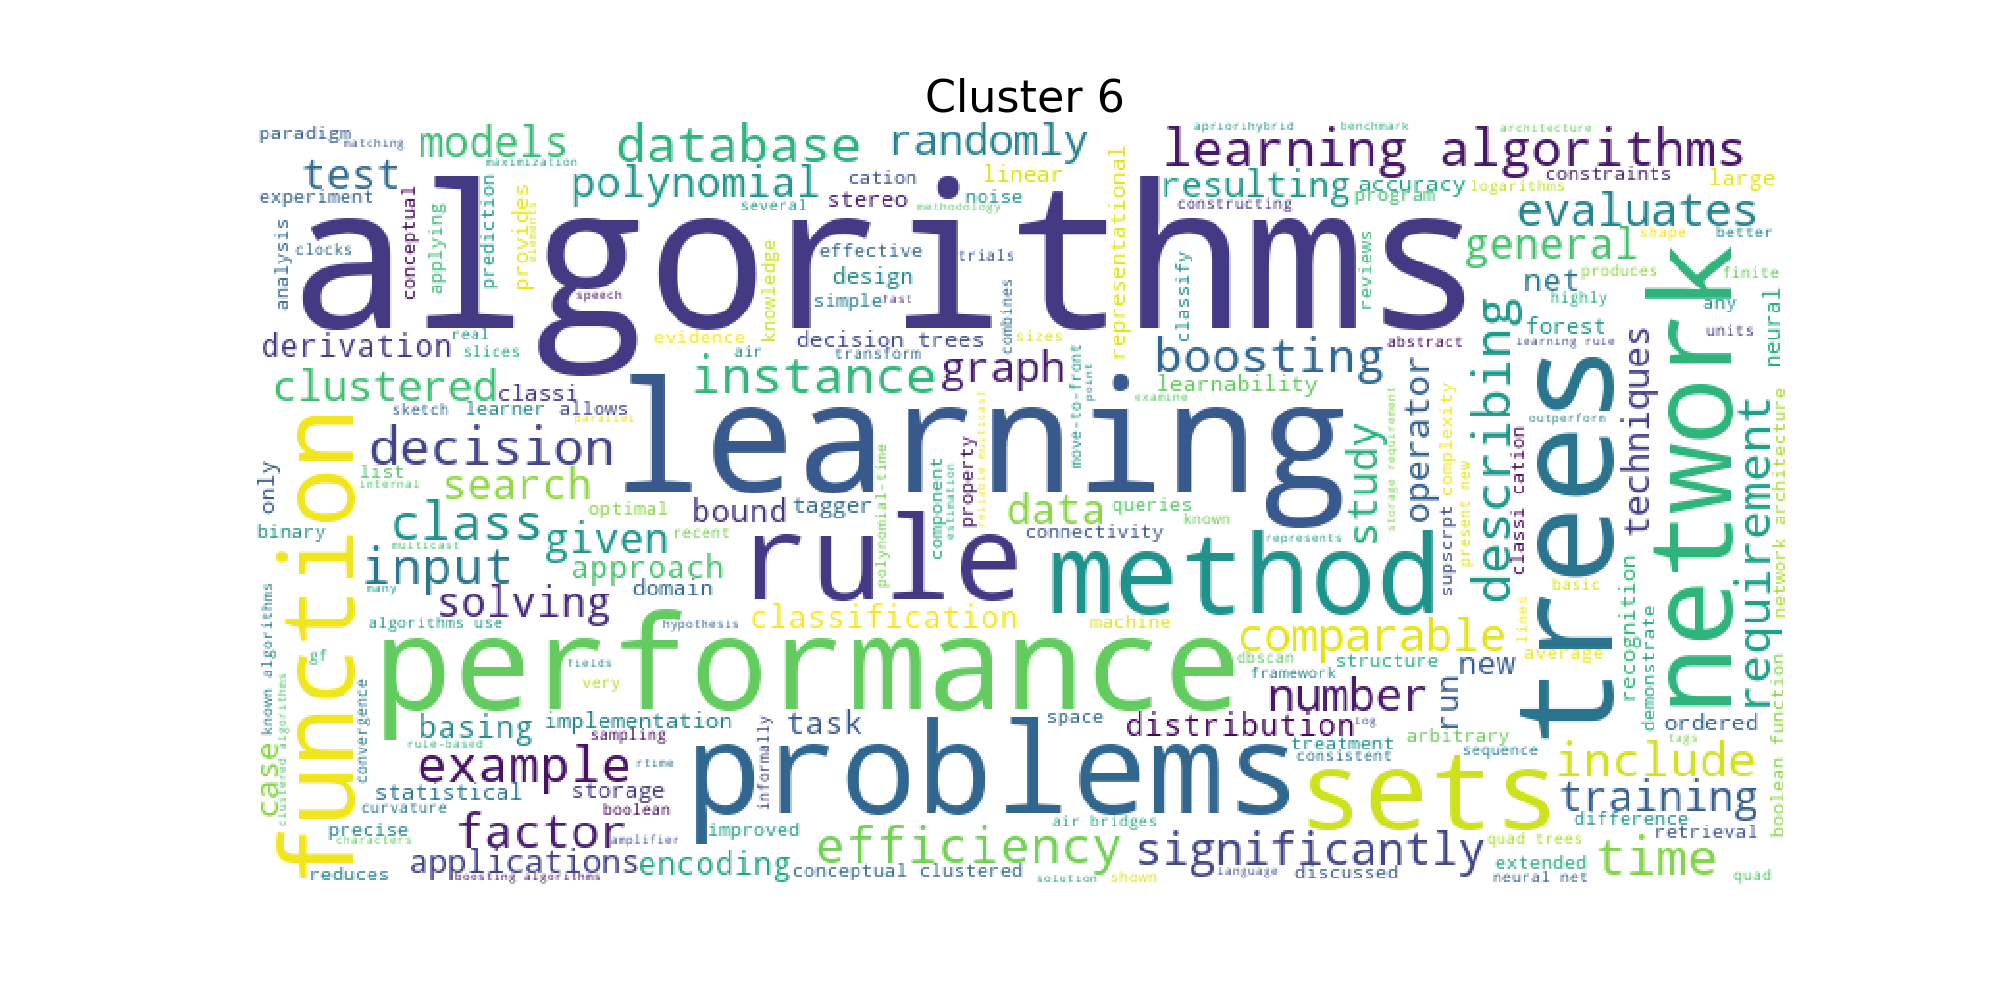 Cluster 6
paradigm
matching
models
database
randomly
apriorihybrid
benchmark
architecture
learning algorithms
test
maximization
polynomial
cation
linear
resulting
accuracy
logarithms
constraints
large
experiment
conceptual
applying
prediction
provides
elements
several
stereo
methodology
noise
representational
constructing
program
evaluates
algorithms
analysis
clocks
knowledge
effective
trials
design
simple
fast
speech
combines
classify
reviews
general
shape
better
net
produces
finite
highly
any
network
neural
derivation
real
slices
evidence
air
decision trees
transform
sizes
abstract
forest
units
learning rule
clustered
classi
instance
graph
boosting
learnability
examine
move-to-front
point
operator
describing
trees
techniques
requirement
function
sketch
learner
allows
parallel
decision
learning
reliable multicast
storage requirement
study
supscrpt complexity
present new
classi cation
outperform
network architecture
only
list
internal
search
optimal
bound
tagger
component
estimation
property
data
queries
known
binary
class
multicast
given
recent
polynomial-time
rule
connectivity
represents
method
input
many
approach
domain
solving
basic
recognition
demonstrate
algorithms use
hypothesis
classification
machine
comparable
lines
average
known algorithms
clustered algorithms
gf
performance
fields
very
dbscan
structure
framework
new
number
run
boolean function
convergence
basing
rule-based
implementation
sampling
informally
task
space
distribution
log
treatment
consistent
arbitrary
sequence
ordered
tags
case
example
rtime
problems
sets
include
statistical
storage
curvature
boolean
training
precise
characters
factor
amplifier
improved
air bridges
difference
retrieval
efficiency
significantly
quad trees
time
applications
boosting algorithms
encoding
conceptual clustered
solution
shown
language
discussed
extended
neural net
quad
reduces